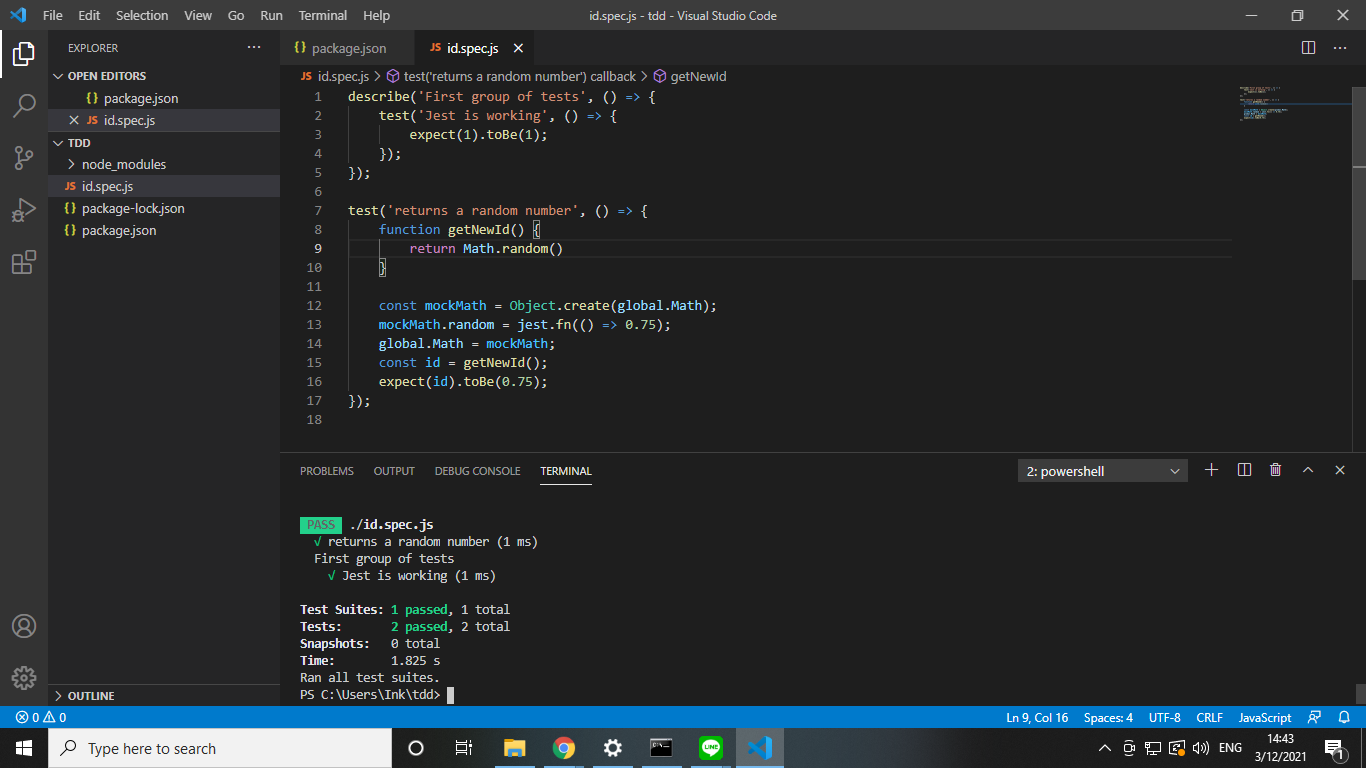 File Edit Selection View Go Run Terminal Help id.spec.js - tdd - Visual Studio Code
EXPLORER
OPEN EDITORS
{} package.json
JS id.spec.js
TDD
node_modules
JS id.spec.js
{} package-lock.json
{} package.json
OUTLINE
{} package.json JS id.spec.js
JS id.spec.js > test('returns a random number') callback > getNewId
1 describe('First group of tests', () => {
2 test('Jest is working', () => {
3 expect(1).toBe(1);
4 });
5 });
6
7 test('returns a random number', () => {
8 function getNewId() {
9 return Math.random()
10 }
11
12 const mockMath = Object.create(global.Math);
13 mockMath.random = jest.fn(() => 0.75);
14 global.Math = mockMath;
15 const id = getNewId();
16 expect(id).toBe(0.75);
17 });
18
PROBLEMS OUTPUT DEBUG CONSOLE TERMINAL 2: powershell
PASS ./id.spec.js
√ returns a random number (1 ms)
First group of tests
√ Jest is working (1 ms)
Test Suites: 1 passed, 1 total
Tests: 2 passed, 2 total
Snapshots: 0 total
Time: 1.825 s
Ran all test suites.
PS C:\Users\Ink\tdd>
0 0 Ln 9, Col 16 Spaces: 4 UTF-8 CRLF JavaScript
Type here to search LINE ENG 14:43
3/12/2021
1